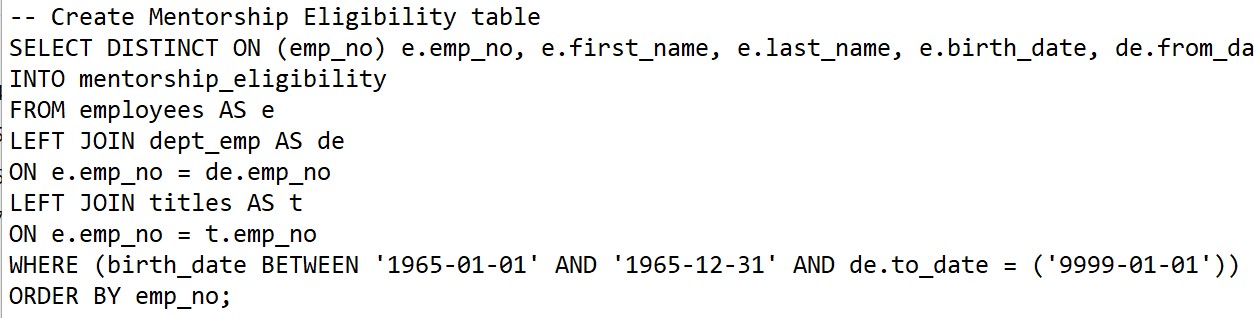 -- Create Mentorship Eligibility table
SELECT DISTINCT ON (emp_no) e.emp_no, e.first_name, e.last_name, e.birth_date, de.from_da
INTO mentorship_eligibility
FROM employees AS e
LEFT JOIN dept_emp AS de
ON e.emp_no = de.emp_no
LEFT JOIN titles AS t
ON e.emp_no = t.emp_no
WHERE (birth_date BETWEEN '1965-01-01' AND '1965-12-31' AND de.to_date = ('9999-01-01'))
ORDER BY emp_no;